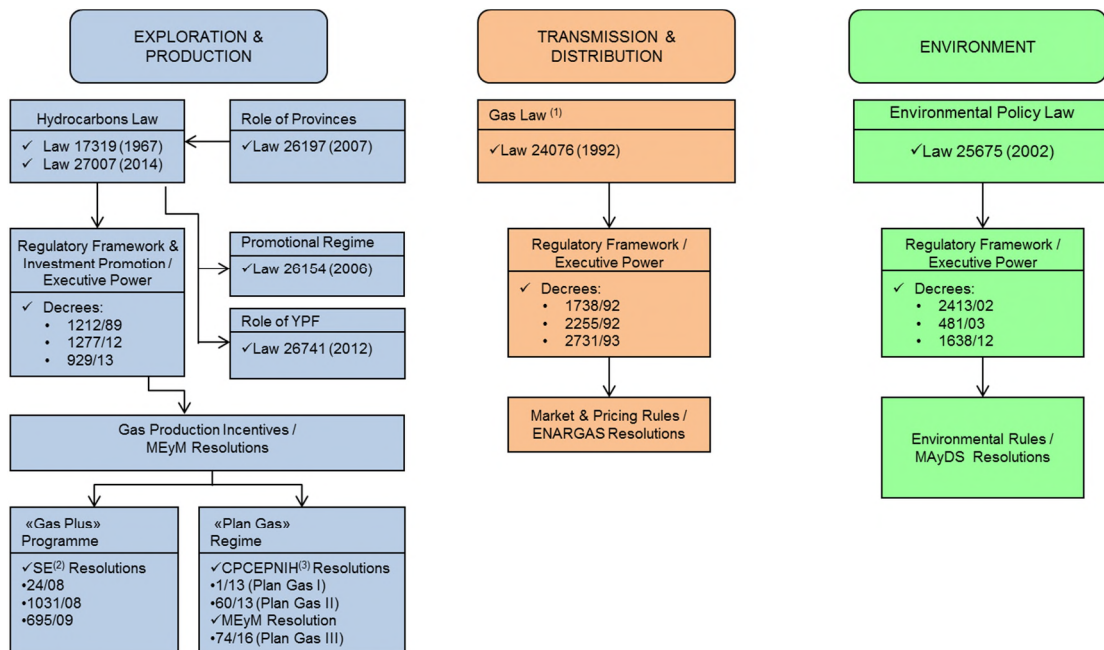 EXPLORATION &
PRODUCTION
Hydrocarbons Law
✓ Law 17319 (1967)
✓ Law 27007 (2014)
Role of Provinces
✓Law 26197 (2007)
Regulatory Framework &
Investment Promotion /
Executive Power
✓ Decrees:
• 1212/89
• 1277/12
• 929/13
Promotional Regime
✓Law 26154 (2006)
Role of YPF
✓Law 26741 (2012)
Gas Production Incentives /
MEyM Resolutions
«Gas Plus»
Programme
✓SE(2) Resolutions
•24/08
•1031/08
•695/09
«Plan Gas»
Regime
✓CPCEPNIH(3) Resolutions
•1/13 (Plan Gas I)
•60/13 (Plan Gas II)
✓MEyM Resolution
•74/16 (Plan Gas III)
TRANSMISSION &
DISTRIBUTION
Gas Law (1)
✓Law 24076 (1992)
Regulatory Framework /
Executive Power
✓ Decrees:
• 1738/92
• 2255/92
• 2731/93
Market & Pricing Rules /
ENARGAS Resolutions
ENVIRONMENT
Environmental Policy Law
✓Law 25675 (2002)
Regulatory Framework /
Executive Power
✓ Decrees:
• 2413/02
• 481/03
• 1638/12
Environmental Rules /
MAyDS Resolutions